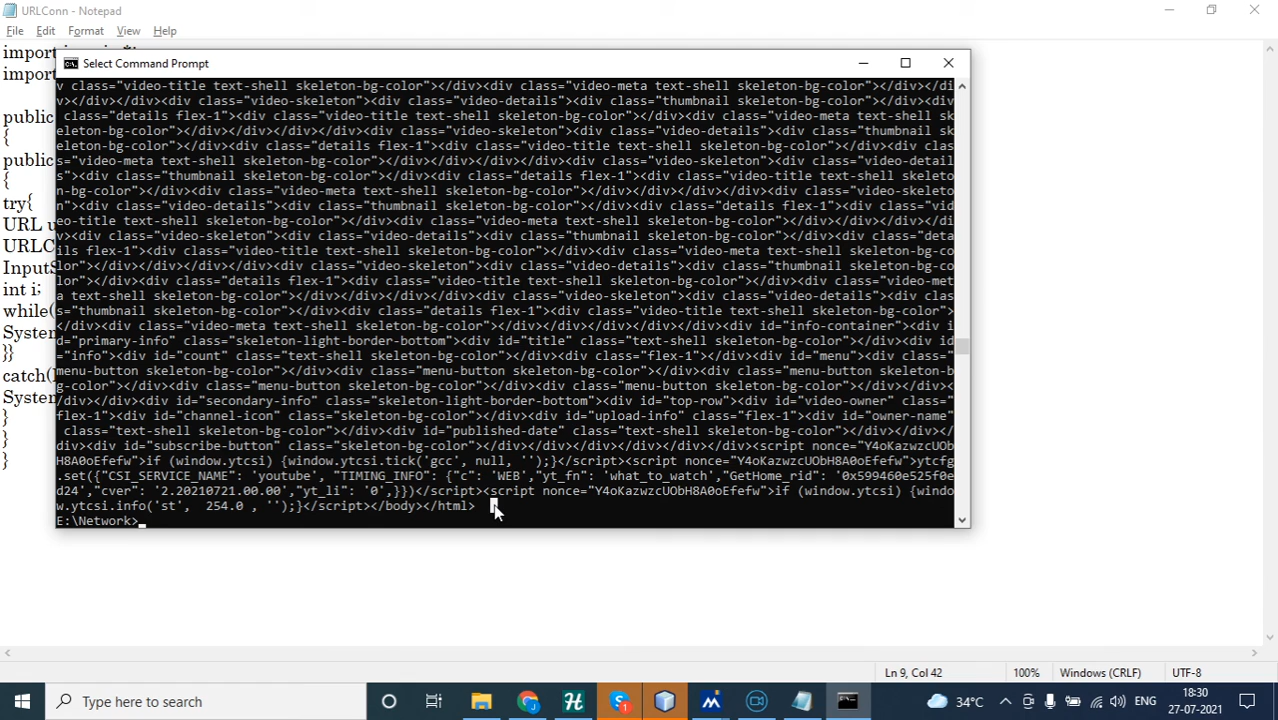 URLConn - Notepad
File Edit Format View Help
import
import
public
{
public
{
try{
URL u
URLC
InputS
int i;
while(
System
}}
catch(
System
}
}
}
Select Command Prompt
v class="video-title text-shell skeleton-bg-color"></div><div class="video-meta text-shell skeleton-bg-color"></div></di
v></div></div><div class="video-skeleton"><div class="video-details"><div class="thumbnail skeleton-bg-color"></div><div
 class="details flex-1"><div class="video-title text-shell skeleton-bg-color"></div><div class="video-meta text-shell sk
eleton-bg-color"></div></div></div></div><div class="video-skeleton"><div class="video-details"><div class="thumbnail sk
eleton-bg-color"></div><div class="details flex-1"><div class="video-title text-shell skeleton-bg-color"></div><div clas
s="video-meta text-shell skeleton-bg-color"></div></div></div></div><div class="video-skeleton"><div class="video-detail
s"><div class="thumbnail skeleton-bg-color"></div><div class="details flex-1"><div class="video-title text-shell skeleto
n-bg-color"></div><div class="video-meta text-shell skeleton-bg-color"></div></div></div></div><div class="video-skeleto
n"><div class="video-details"><div class="thumbnail skeleton-bg-color"></div><div class="details flex-1"><div class="vid
eo-title text-shell skeleton-bg-color"></div><div class="video-meta text-shell skeleton-bg-color"></div></div></div></di
v><div class="video-skeleton"><div class="video-details"><div class="thumbnail skeleton-bg-color"></div><div class="deta
ils flex-1"><div class="video-title text-shell skeleton-bg-color"></div><div class="video-meta text-shell skeleton-bg-co
lor"></div></div></div></div><div class="video-skeleton"><div class="video-details"><div class="thumbnail skeleton-bg-co
lor"></div><div class="details flex-1"><div class="video-title text-shell skeleton-bg-color"></div><div class="video-met
a text-shell skeleton-bg-color"></div></div></div></div><div class="video-skeleton"><div class="video-details"><div clas
s="thumbnail skeleton-bg-color"></div><div class="details flex-1"><div class="video-title text-shell skeleton-bg-color">
</div><div class="video-meta text-shell skeleton-bg-color"></div></div></div></div><div id="info-container"><div i
d="primary-info" class="skeleton-light-border-bottom"><div id="title" class="text-shell skeleton-bg-color"></div><div id
="info"><div id="count" class="text-shell skeleton-bg-color"></div><div class="flex-1"></div><div id="menu"><div class="
menu-button skeleton-bg-color"></div><div class="menu-button skeleton-bg-color"></div><div class="menu-button skeleton-b
g-color"></div><div class="menu-button skeleton-bg-color"></div><div class="menu-button skeleton-bg-color"></div></div><
/div></div><div id="secondary-info" class="skeleton-light-border-bottom"><div id="top-row"><div id="video-owner" class="
flex-1"><div id="channel-icon" class="skeleton-bg-color"></div><div id="upload-info" class="flex-1"><div id="owner-name"
 class="text-shell skeleton-bg-color"></div><div id="published-date" class="text-shell skeleton-bg-color"></div></div></
div><div id="subscribe-button" class="skeleton-bg-color"></div></div></div></div></div></div><script nonce="Y4oKazwzcUOb
H8A0oEfefw">if (window.ytcsi) {window.ytcsi.tick('gcc', null, '');}</script><script nonce="Y4oKazwzcUObH8A0oEfefw">ytcfg
.set({"CSI_SERVICE_NAME": 'youtube', "TIMING_INFO": {"c": 'WEB',"yt_fn": 'what_to_watch',"GetHome_rid": '0x599460e525f0e
d24',"cver": '2.20210721.00.00',"yt_li": '0',}})</script><script nonce="Y4oKazwzcUObH8A0oEfefw">if (window.ytcsi) {windo
w.ytcsi.info('st',  254.0 , '');}</script></body></html>
E:\Network>
Ln 9, Col 42 100% Windows (CRLF) UTF-8
Type here to search 34°C ENG 18:30
27-07-2021